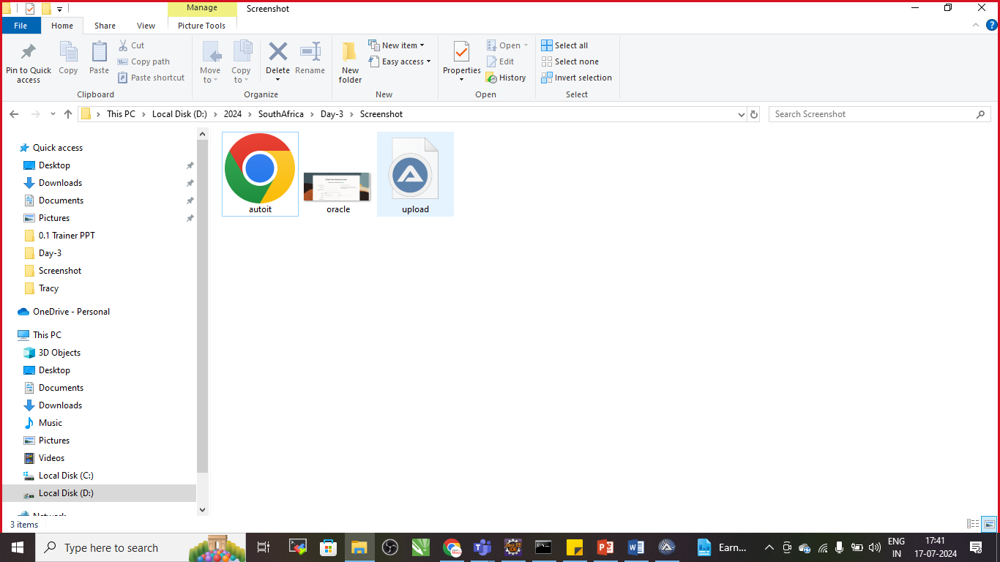 Manage
Screenshot
File
Home
Share
View
Picture Tools
Pin to Quick
access
Copy
Paste
Cut
Copy path
Paste shortcut
Clipboard
Move
to
Copy
to
Delete
Rename
Organize
New
folder
New item
Easy access
New
Properties
Open
Edit
History
Open
Select all
Select none
Invert selection
Select
This PC
Local Disk (D:)
2024
SouthAfrica
Day-3
Screenshot
Search Screenshot
Quick access
Desktop
Downloads
Documents
Pictures
0.1 Trainer PPT
Day-3
Screenshot
Tracy
OneDrive - Personal
This PC
3D Objects
Desktop
Documents
Downloads
Music
Pictures
Videos
Local Disk (C:)
Local Disk (D:)
Network
autoit
oracle
upload
3 items
Type here to search
Earn...
ENG
IN
17:41
17-07-2024